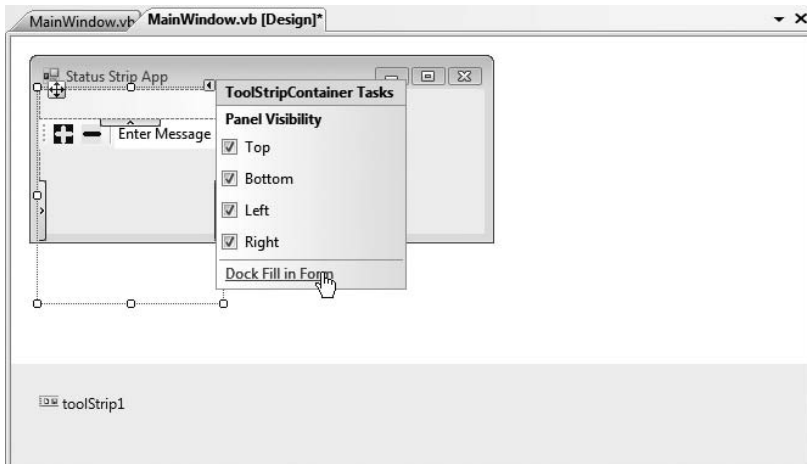 MainWindow.vb
MainWindow.vb [Design]*
Status Strip App
ToolStripContainer Tasks
Panel Visibility
Enter Message
Top
Bottom
Left
Right
Dock Fill in Form
toolStrip1